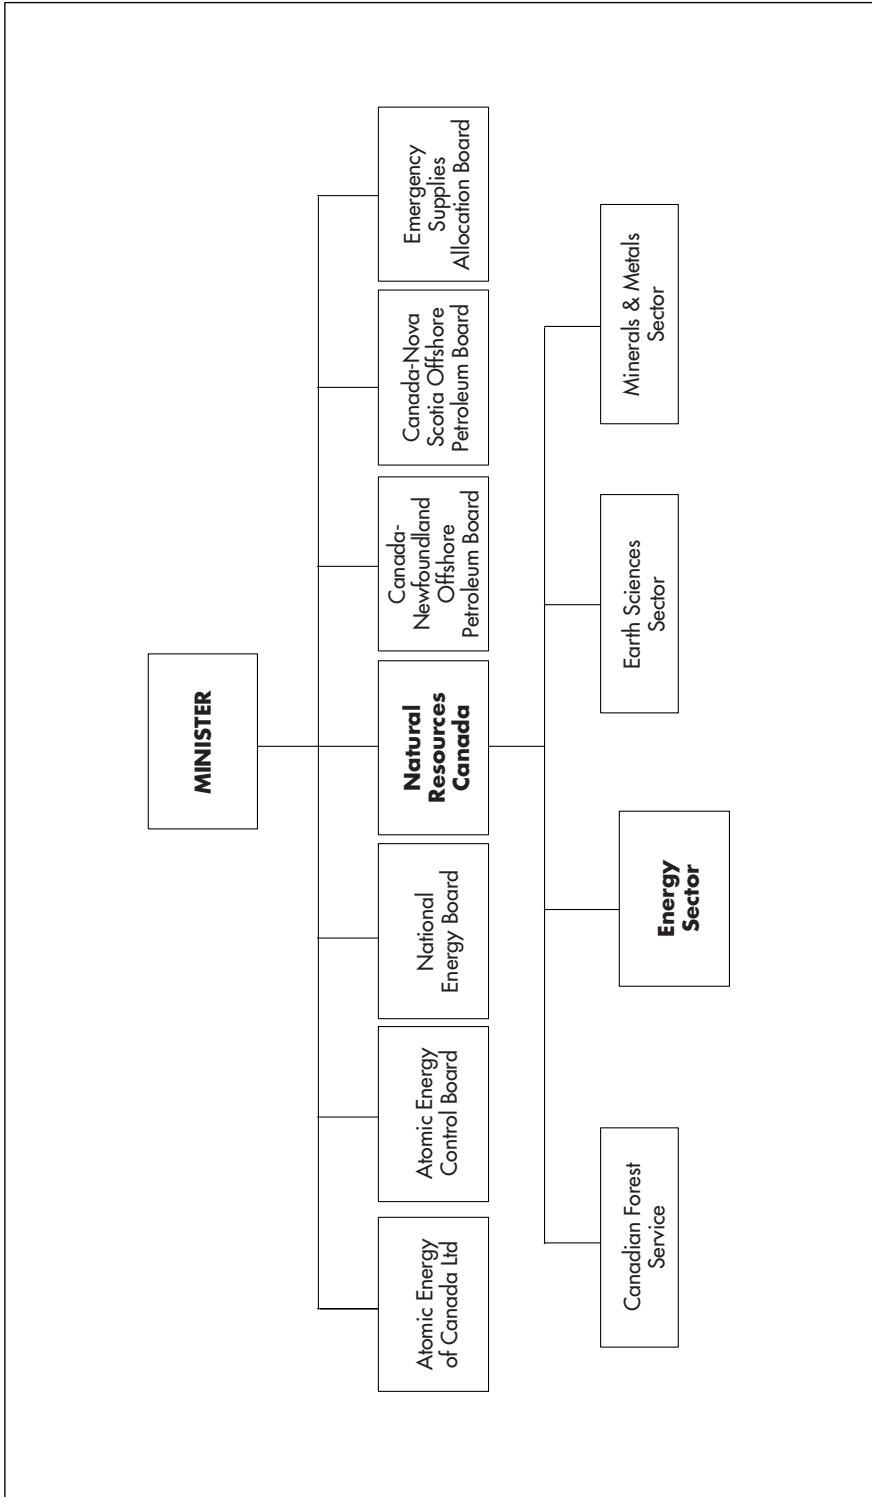 MINISTER
Atomic Energy
of Canada Ltd
Atomic Energy
Control Board
National
Energy Board
Natural
Resources
Canada
Canada-
Newfoundland
Offshore
Petroleum Board
Canada-Nova
Scotia Offshore
Petroleum Board
Emergency
Supplies
Allocation Board
Canadian Forest
Service
Energy
Sector
Earth Sciences
Sector
Minerals & Metals
Sector